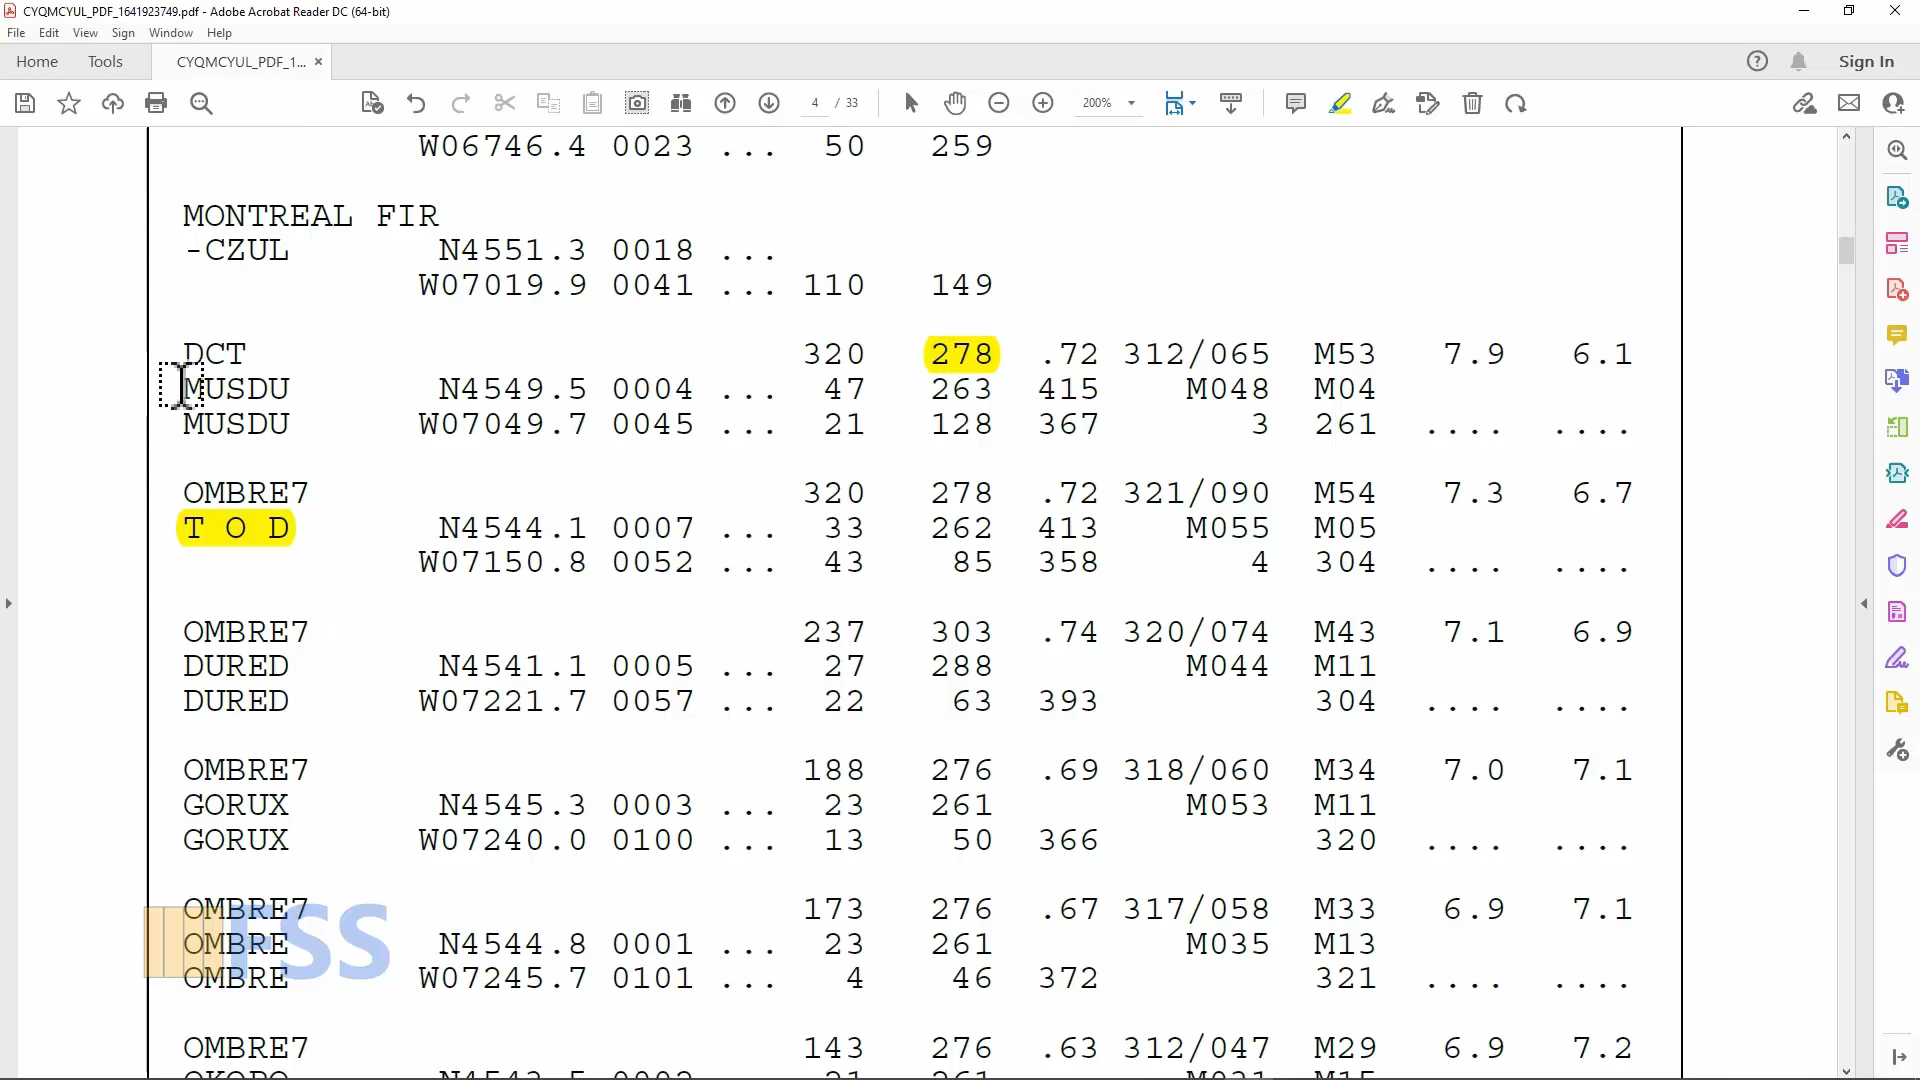 CYQMCYUL_PDF_1641923749.pdf - Adobe Acrobat Reader DC (64-bit)
File Edit View Sign Window Help
Home Tools CYQMCYUL_PDF_1... × Sign In
4 / 33 200%
W06746.4 0023 ... 50 259
MONTREAL FIR
-CZUL N4551.3 0018 ...
W07019.9 0041 ... 110 149
DCT 320 278 .72 312/065 M53 7.9 6.1
MUSDU N4549.5 0004 ... 47 263 415 M048 M04
MUSDU W07049.7 0045 ... 21 128 367 3 261 .... ....
OMBRE7 320 278 .72 321/090 M54 7.3 6.7
T O D N4544.1 0007 ... 33 262 413 M055 M05
W07150.8 0052 ... 43 85 358 4 304 .... ....
OMBRE7 237 303 .74 320/074 M43 7.1 6.9
DURED N4541.1 0005 ... 27 288 M044 M11
DURED W07221.7 0057 ... 22 63 393 304 .... ....
OMBRE7 188 276 .69 318/060 M34 7.0 7.1
GORUX N4545.3 0003 ... 23 261 M053 M11
GORUX W07240.0 0100 ... 13 50 366 320 .... ....
OMBRE7 173 276 .67 317/058 M33 6.9 7.1
OMBRE N4544.8 0001 ... 23 261 M035 M13
OMBRE W07245.7 0101 ... 4 46 372 321 .... ....
FSS
OMBRE7 143 276 .63 312/047 M29 6.9 7.2